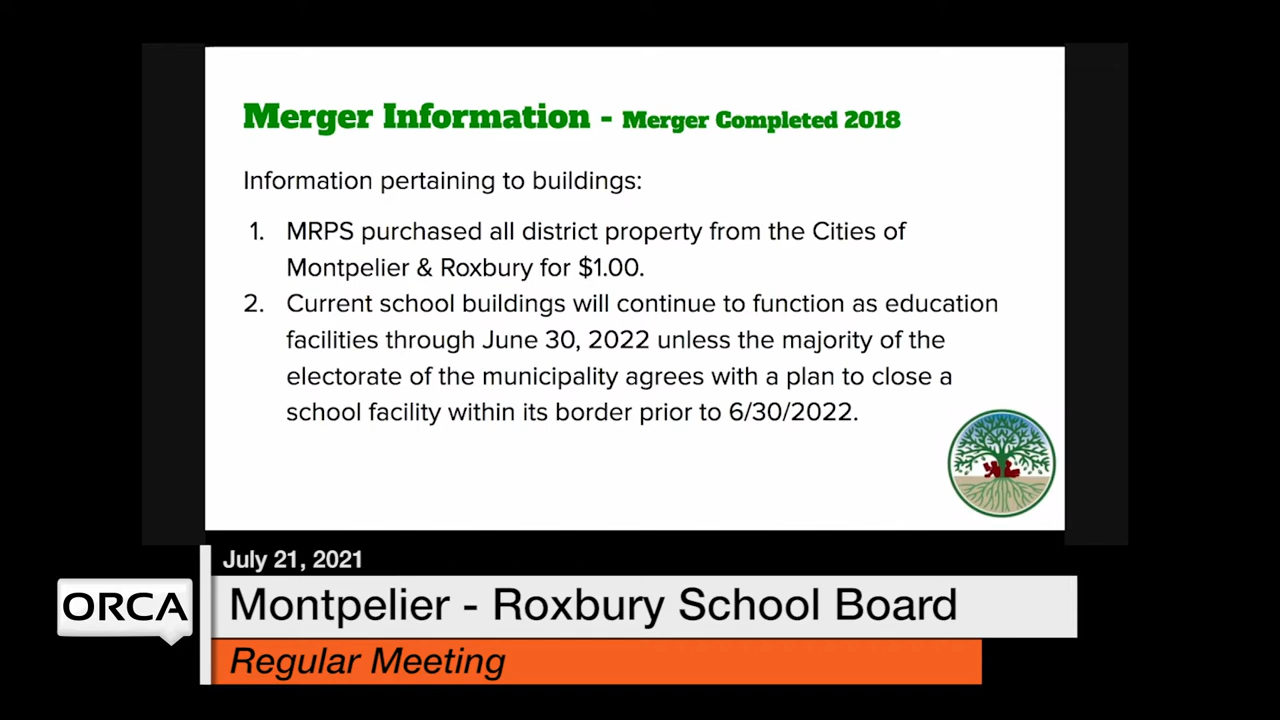 Merger Information - Merger Completed 2018
Information pertaining to buildings:
1. MRPS purchased all district property from the Cities of
Montpelier & Roxbury for $1.00.
2. Current school buildings will continue to function as education
facilities through June 30, 2022 unless the majority of the
electorate of the municipality agrees with a plan to close a
school facility within its border prior to 6/30/2022.
July 21, 2021
ORCA
Montpelier - Roxbury School Board
Regular Meeting